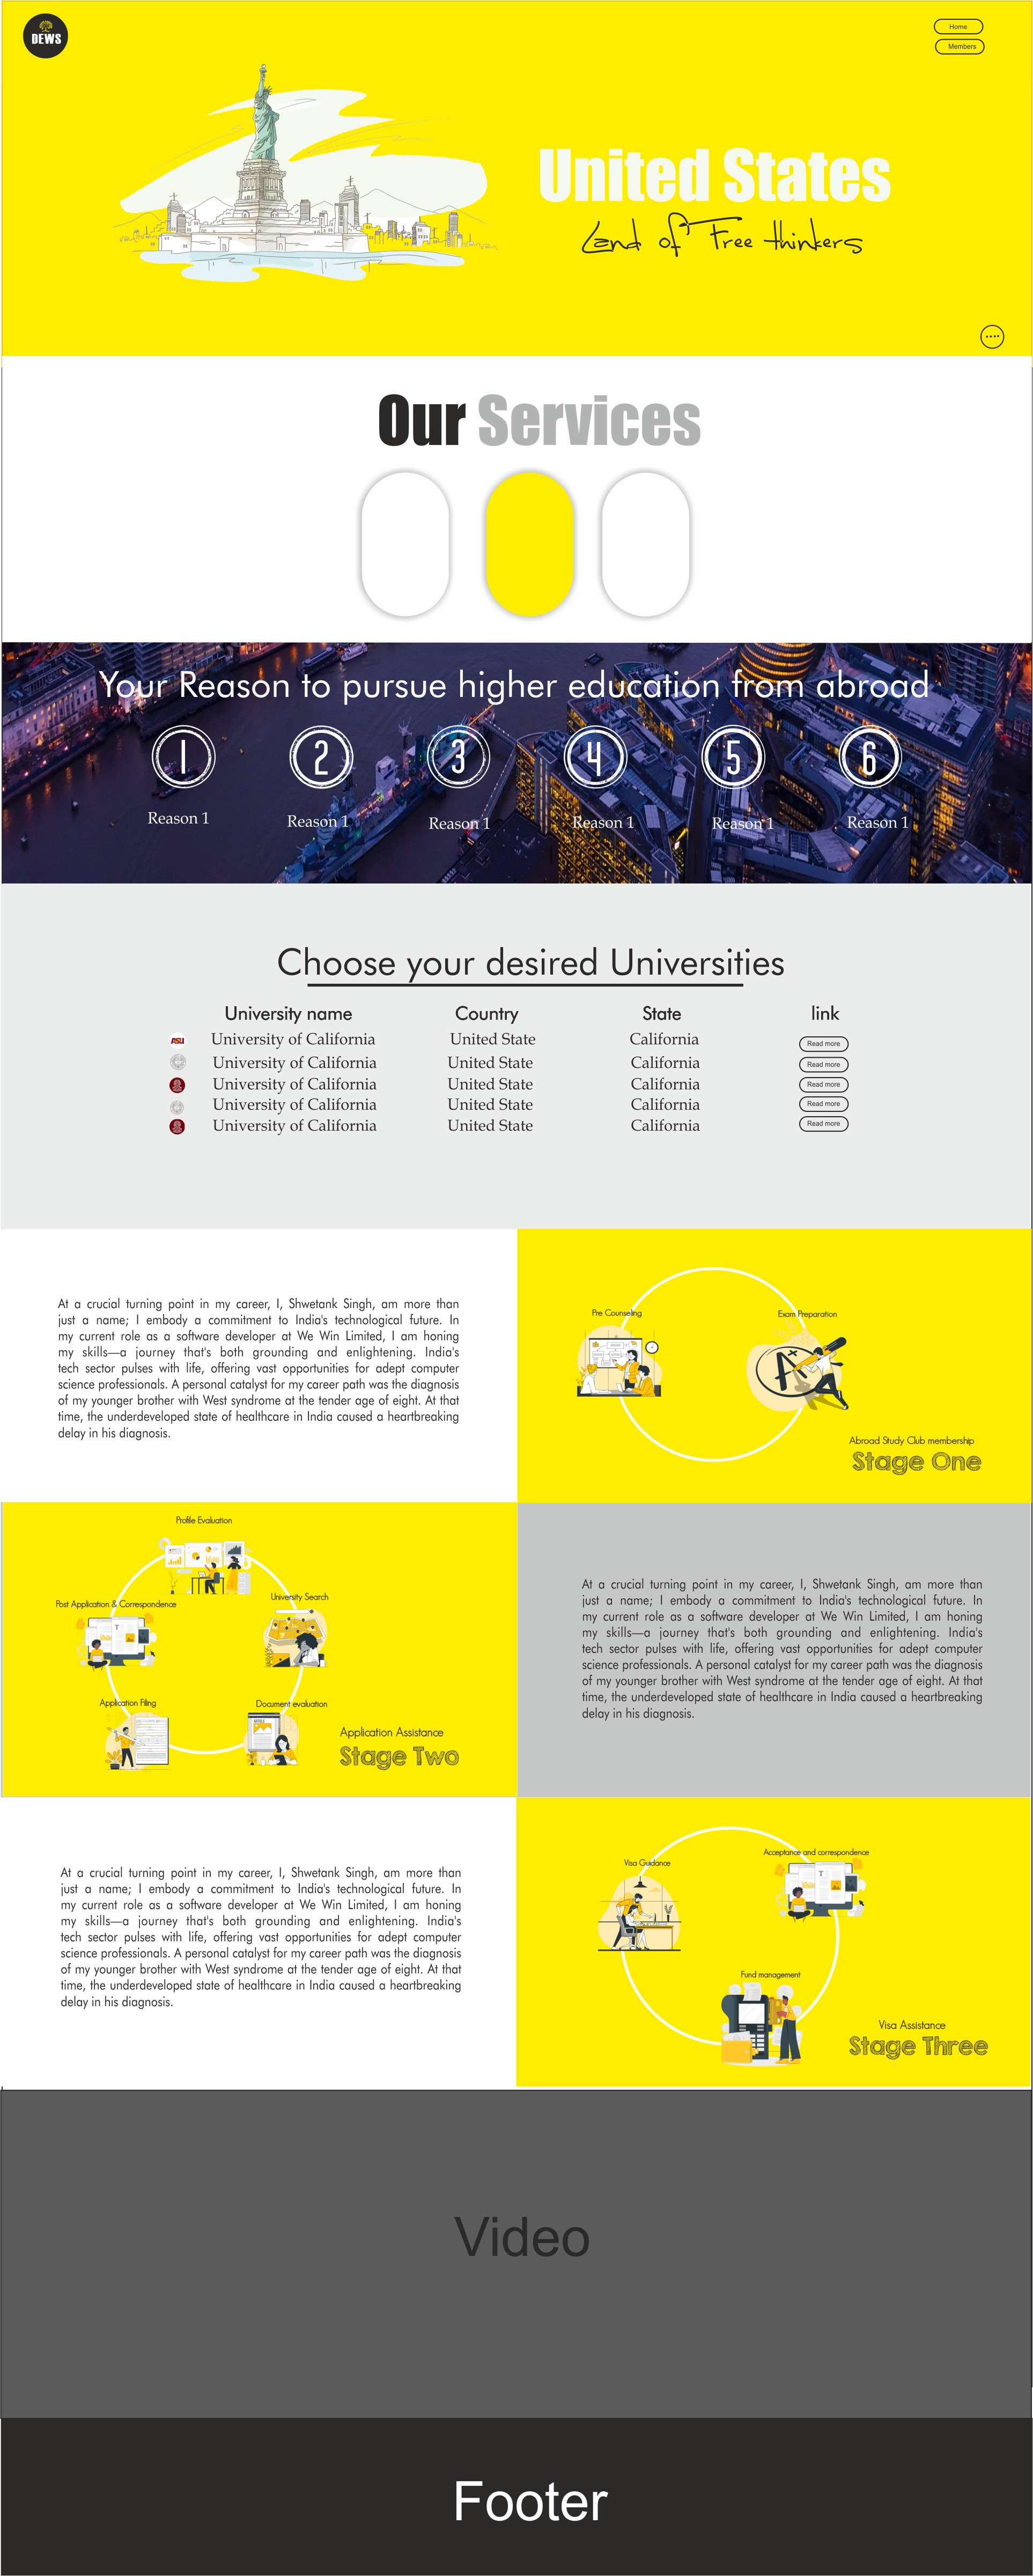 DEWS
Home
Members
United States
Land of Free thinkers
Our Services
Your Reason to pursue higher education from abroad
1 2 3 4 5 6
Reason 1 Reason 1 Reason 1 Reason 1 Reason 1 Reason 1
Choose your desired Universities
University name Country State link
ASU University of California United State California Read more
University of California United State California Read more
University of California United State California Read more
University of California United State California Read more
University of California United State California Read more
At a crucial turning point in my career, I, Shwetank Singh, am more than
just a name; I embody a commitment to India's technological future. In
my current role as a software developer at We Win Limited, I am honing
my skills—a journey that's both grounding and enlightening. India's
tech sector pulses with life, offering vast opportunities for adept computer
science professionals. A personal catalyst for my career path was the diagnosis
of my younger brother with West syndrome at the tender age of eight. At that
time, the underdeveloped state of healthcare in India caused a heartbreaking
delay in his diagnosis.
Pre Counseling
Exam Preparation
A+
Abroad Study Club membership
Stage One
Profile Evaluation
University Search
Post Application & Correspondence
Application Filing
Document evaluation
Application Assistance
Stage Two
At a crucial turning point in my career, I, Shwetank Singh, am more than
just a name; I embody a commitment to India's technological future. In
my current role as a software developer at We Win Limited, I am honing
my skills—a journey that's both grounding and enlightening. India's
tech sector pulses with life, offering vast opportunities for adept computer
science professionals. A personal catalyst for my career path was the diagnosis
of my younger brother with West syndrome at the tender age of eight. At that
time, the underdeveloped state of healthcare in India caused a heartbreaking
delay in his diagnosis.
At a crucial turning point in my career, I, Shwetank Singh, am more than
just a name; I embody a commitment to India's technological future. In
my current role as a software developer at We Win Limited, I am honing
my skills—a journey that's both grounding and enlightening. India's
tech sector pulses with life, offering vast opportunities for adept computer
science professionals. A personal catalyst for my career path was the diagnosis
of my younger brother with West syndrome at the tender age of eight. At that
time, the underdeveloped state of healthcare in India caused a heartbreaking
delay in his diagnosis.
Acceptance and correspondence
Visa Guidance
Fund management
Visa Assistance
Stage Three
Video
Footer